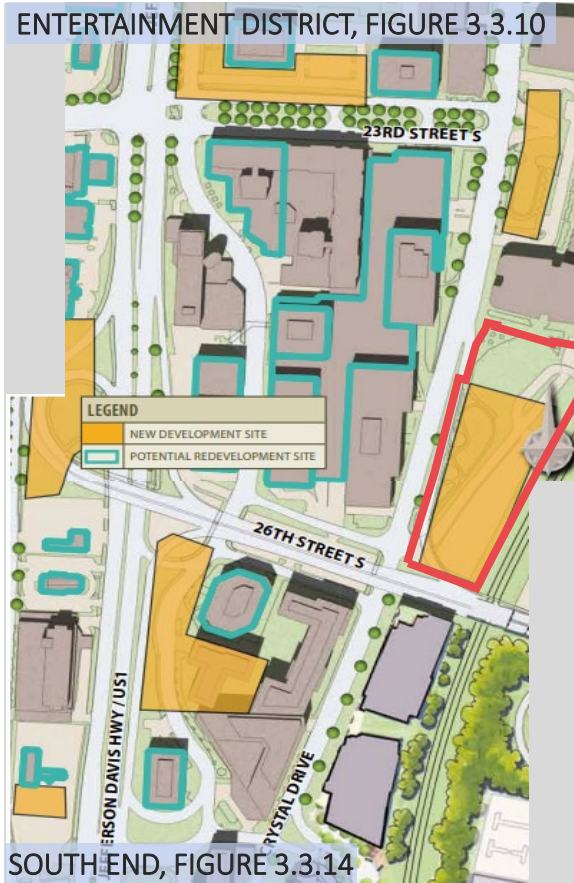 ENTERTAINMENT DISTRICT, FIGURE 3.3.10
23RD STREET S
LEGEND
NEW DEVELOPMENT SITE
POTENTIAL REDEVELOPMENT SITE
26TH STREET S
JEFFERSON DAVIS HWY / US1
CRYSTAL DRIVE
SOUTH END, FIGURE 3.3.14